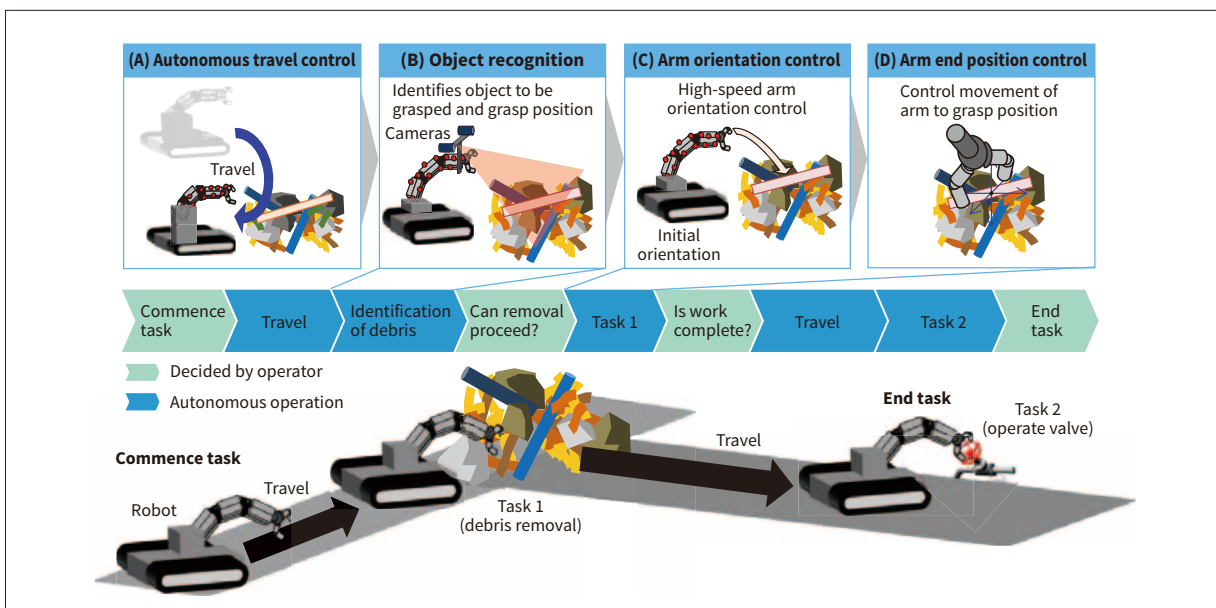 (A) Autonomous travel control
Travel
(B) Object recognition
Identifies object to be
grasped and grasp position
Cameras
(C) Arm orientation control
High-speed arm
orientation control
Initial
orientation
(D) Arm end position control
Control movement of
arm to grasp position
Commence
task
Travel
Identification
of debris
Can removal
proceed?
Task 1
Is work
complete?
Travel
Task 2
End
task
Decided by operator
Autonomous operation
Commence task
Robot
Travel
Task 1
(debris removal)
Travel
End task
Task 2
(operate valve)